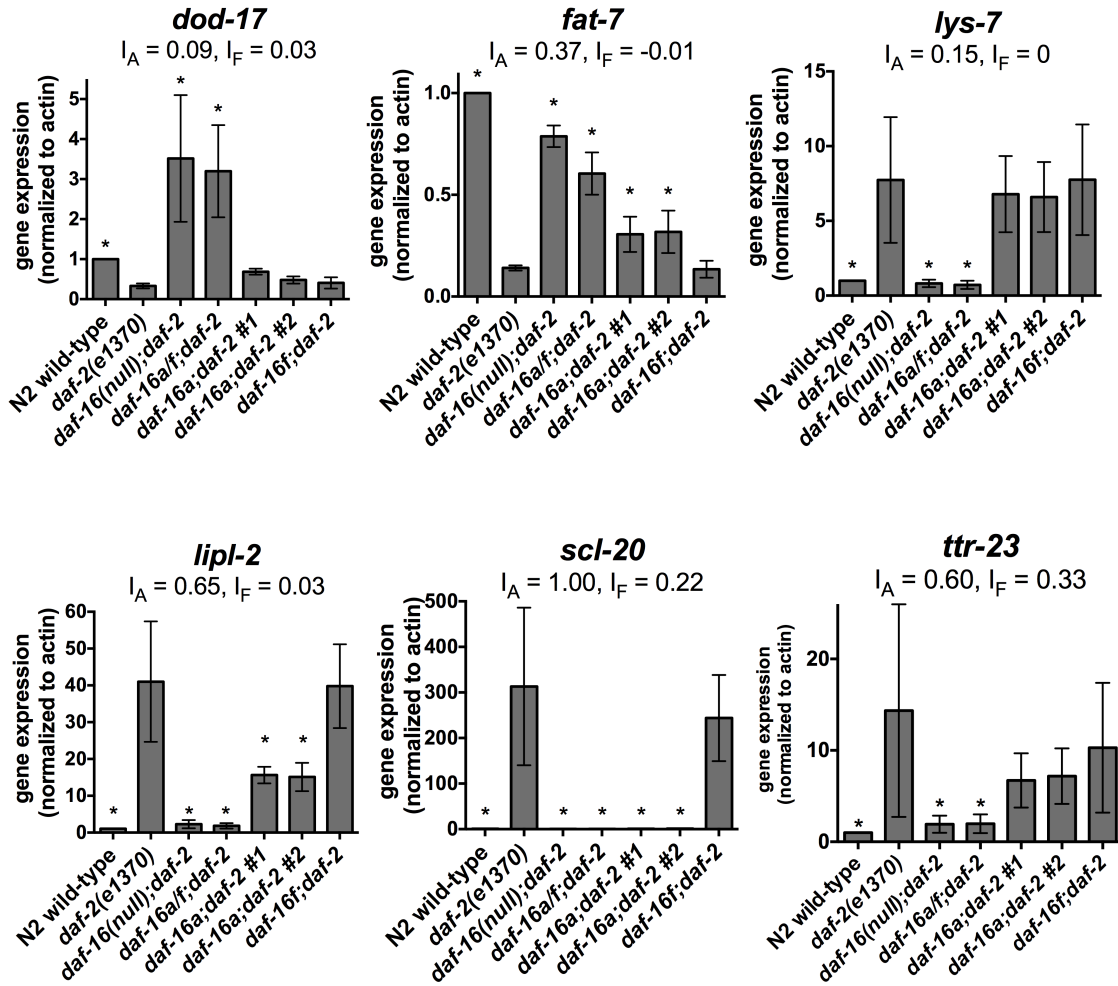 dod-17
I_A = 0.09, I_F = 0.03
gene expression
(normalized to actin)
5
4
3
2
1
0
*
*
*
N2 wild-type
daf-2(e1370)
daf-16(null);daf-2
daf-16a/f;daf-2
daf-16a;daf-2 #1
daf-16a;daf-2 #2
daf-16f;daf-2
fat-7
I_A = 0.37, I_F = -0.01
gene expression
(normalized to actin)
1.0
0.5
0.0
*
*
*
*
*
N2 wild-type
daf-2(e1370)
daf-16(null);daf-2
daf-16a/f;daf-2
daf-16a;daf-2 #1
daf-16a;daf-2 #2
daf-16f;daf-2
lys-7
I_A = 0.15, I_F = 0
gene expression
(normalized to actin)
15
10
5
0
*
*
*
N2 wild-type
daf-2(e1370)
daf-16(null);daf-2
daf-16a/f;daf-2
daf-16a;daf-2 #1
daf-16a;daf-2 #2
daf-16f;daf-2
lipl-2
I_A = 0.65, I_F = 0.03
gene expression
(normalized to actin)
60
50
40
30
20
10
0
*
*
*
*
*
N2 wild-type
daf-2(e1370)
daf-16(null);daf-2
daf-16a/f;daf-2
daf-16a;daf-2 #1
daf-16a;daf-2 #2
daf-16f;daf-2
scl-20
I_A = 1.00, I_F = 0.22
gene expression
(normalized to actin)
500
400
300
200
100
0
*
*
*
*
*
N2 wild-type
daf-2(e1370)
daf-16(null);daf-2
daf-16a/f;daf-2
daf-16a;daf-2 #1
daf-16a;daf-2 #2
daf-16f;daf-2
ttr-23
I_A = 0.60, I_F = 0.33
gene expression
(normalized to actin)
20
10
0
*
*
*
N2 wild-type
daf-2(e1370)
daf-16(null);daf-2
daf-16a/f;daf-2
daf-16a;daf-2 #1
daf-16a;daf-2 #2
daf-16f;daf-2